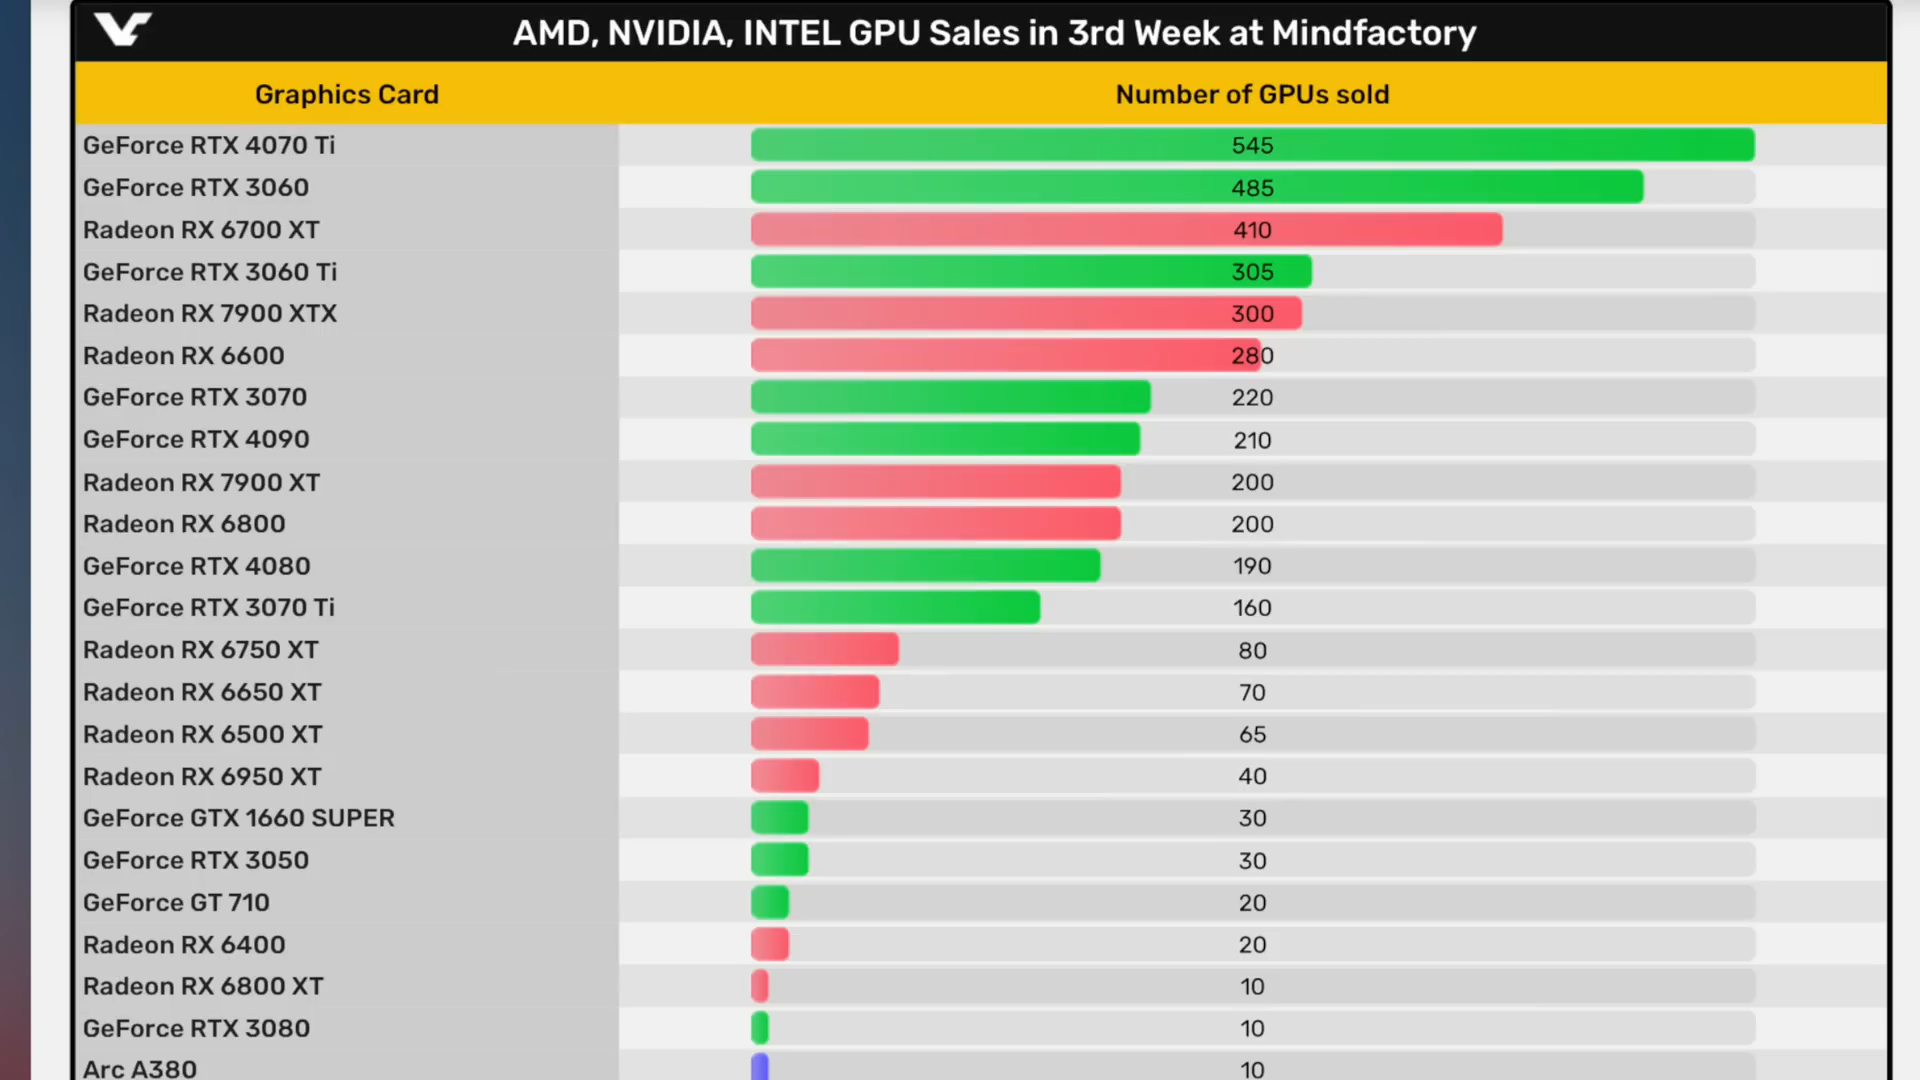 AMD, NVIDIA, INTEL GPU Sales in 3rd Week at Mindfactory
Graphics Card Number of GPUs sold
GeForce RTX 4070 Ti 545
GeForce RTX 3060 485
Radeon RX 6700 XT 410
GeForce RTX 3060 Ti 305
Radeon RX 7900 XTX 300
Radeon RX 6600 280
GeForce RTX 3070 220
GeForce RTX 4090 210
Radeon RX 7900 XT 200
Radeon RX 6800 200
GeForce RTX 4080 190
GeForce RTX 3070 Ti 160
Radeon RX 6750 XT 80
Radeon RX 6650 XT 70
Radeon RX 6500 XT 65
Radeon RX 6950 XT 40
GeForce GTX 1660 SUPER 30
GeForce RTX 3050 30
GeForce GT 710 20
Radeon RX 6400 20
Radeon RX 6800 XT 10
GeForce RTX 3080 10
Arc A380 10